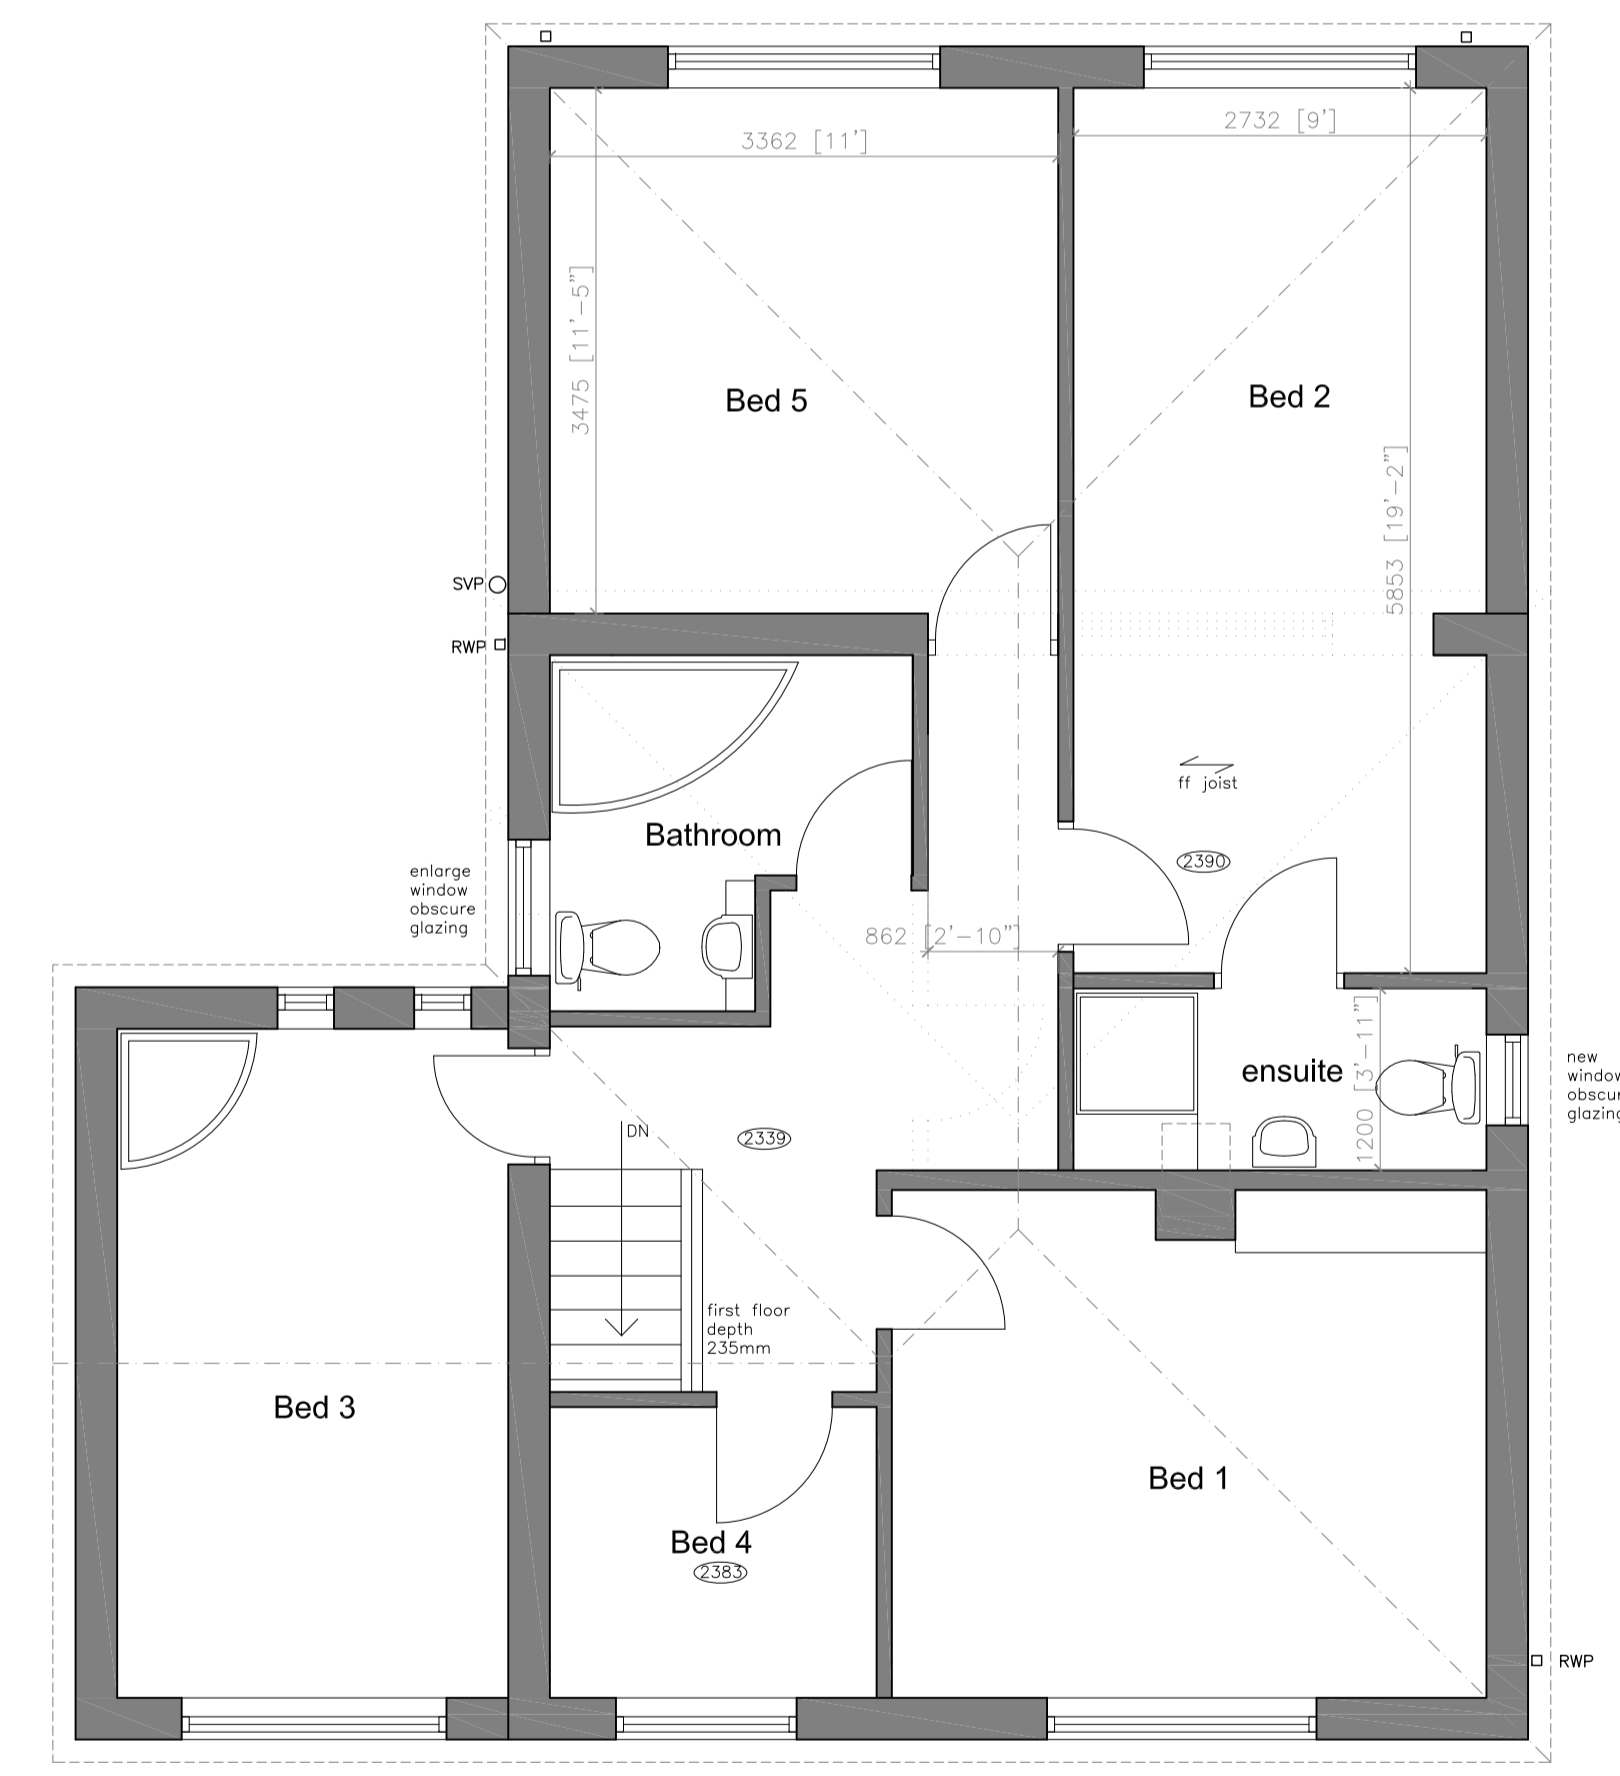 3362 [11']
2732 [9']
3475 [11'-5"]
Bed 5
Bed 2
5853 [19'-2"]
SVP
RWP
ff joist
Bathroom
2390
enlarge
window
obscure
glazing
862 [2'-10"]
ensuite
1200 [3'-11"]
new
window
obscur
glazing
DN
2339
first floor
depth
235mm
Bed 3
Bed 1
Bed 4
2383
RWP